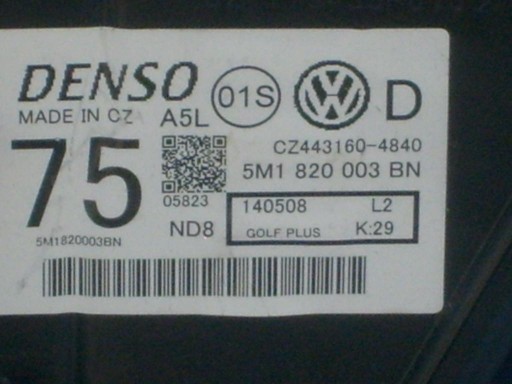 DENSO 01S VW D
MADE IN CZ A5L
CZ443160-4840
75 5M1 820 003 BN
05823 140508 L2
ND8 GOLF PLUS K:29
5M1820003BN